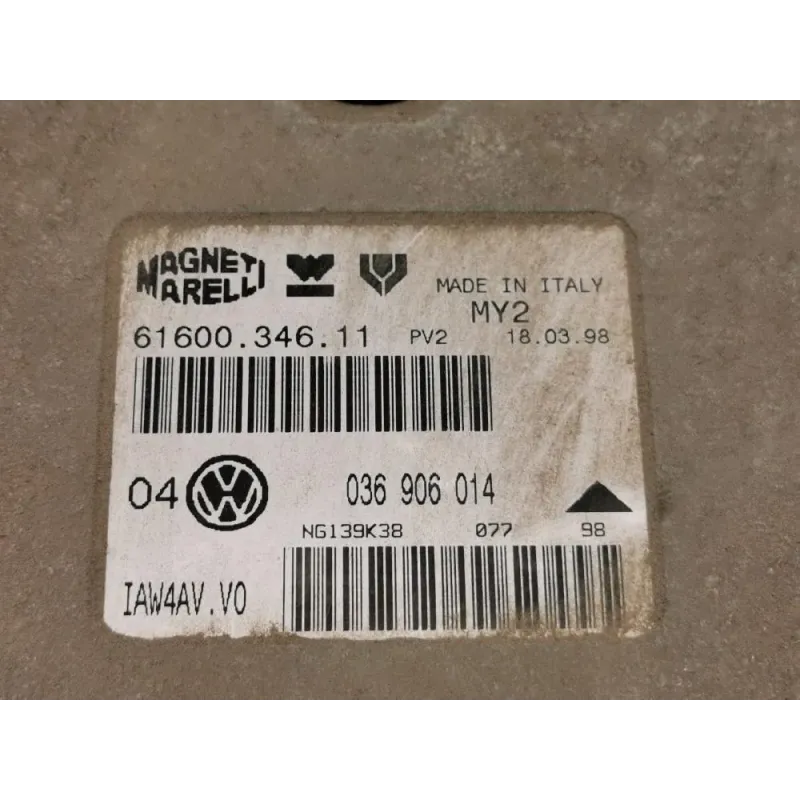 MAGNETI MARELLI
MADE IN ITALY
MY2
61600.346.11 PV2 18.03.98
04 VW 036 906 014
NG139K38 077 98
IAW4AV.V0